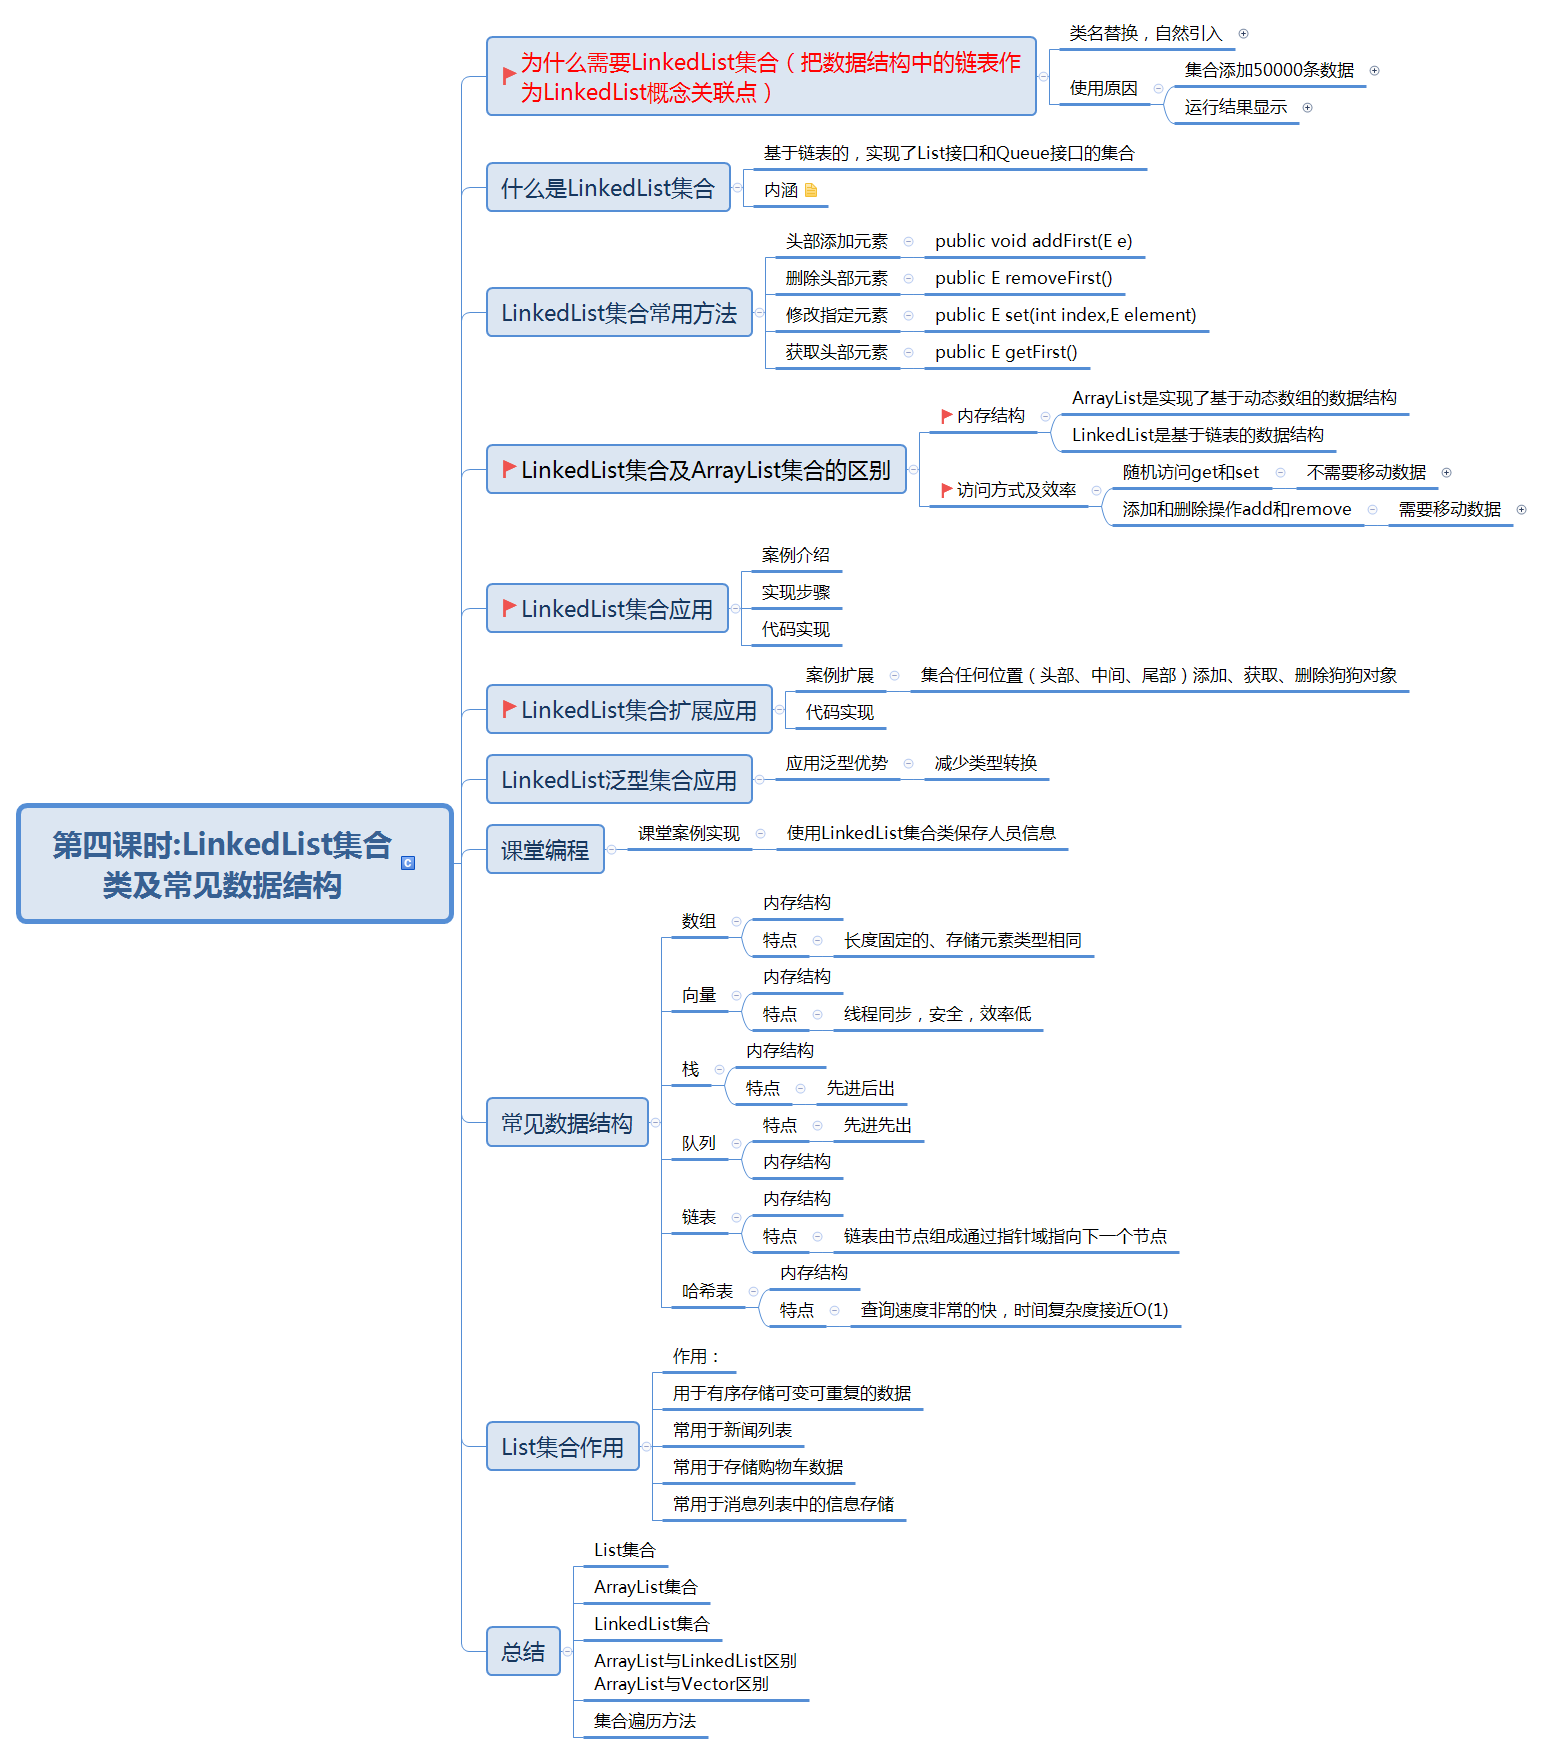 第四课时:LinkedList集合
类及常见数据结构
为什么需要LinkedList集合（把数据结构中的链表作
为LinkedList概念关联点）
类名替换，自然引入
使用原因
集合添加50000条数据
运行结果显示
什么是LinkedList集合
基于链表的，实现了List接口和Queue接口的集合
内涵
LinkedList集合常用方法
头部添加元素
public void addFirst(E e)
删除头部元素
public E removeFirst()
修改指定元素
public E set(int index,E element)
获取头部元素
public E getFirst()
LinkedList集合及ArrayList集合的区别
内存结构
ArrayList是实现了基于动态数组的数据结构
LinkedList是基于链表的数据结构
访问方式及效率
随机访问get和set
不需要移动数据
添加和删除操作add和remove
需要移动数据
LinkedList集合应用
案例介绍
实现步骤
代码实现
LinkedList集合扩展应用
案例扩展
集合任何位置（头部、中间、尾部）添加、获取、删除狗狗对象
代码实现
LinkedList泛型集合应用
应用泛型优势
减少类型转换
课堂编程
课堂案例实现
使用LinkedList集合类保存人员信息
常见数据结构
数组
内存结构
特点
长度固定的、存储元素类型相同
向量
内存结构
特点
线程同步，安全，效率低
栈
内存结构
特点
先进后出
队列
特点
先进先出
内存结构
链表
内存结构
特点
链表由节点组成通过指针域指向下一个节点
哈希表
内存结构
特点
查询速度非常的快，时间复杂度接近O(1)
List集合作用
作用：
用于有序存储可变可重复的数据
常用于新闻列表
常用于存储购物车数据
常用于消息列表中的信息存储
总结
List集合
ArrayList集合
LinkedList集合
ArrayList与LinkedList区别
ArrayList与Vector区别
集合遍历方法